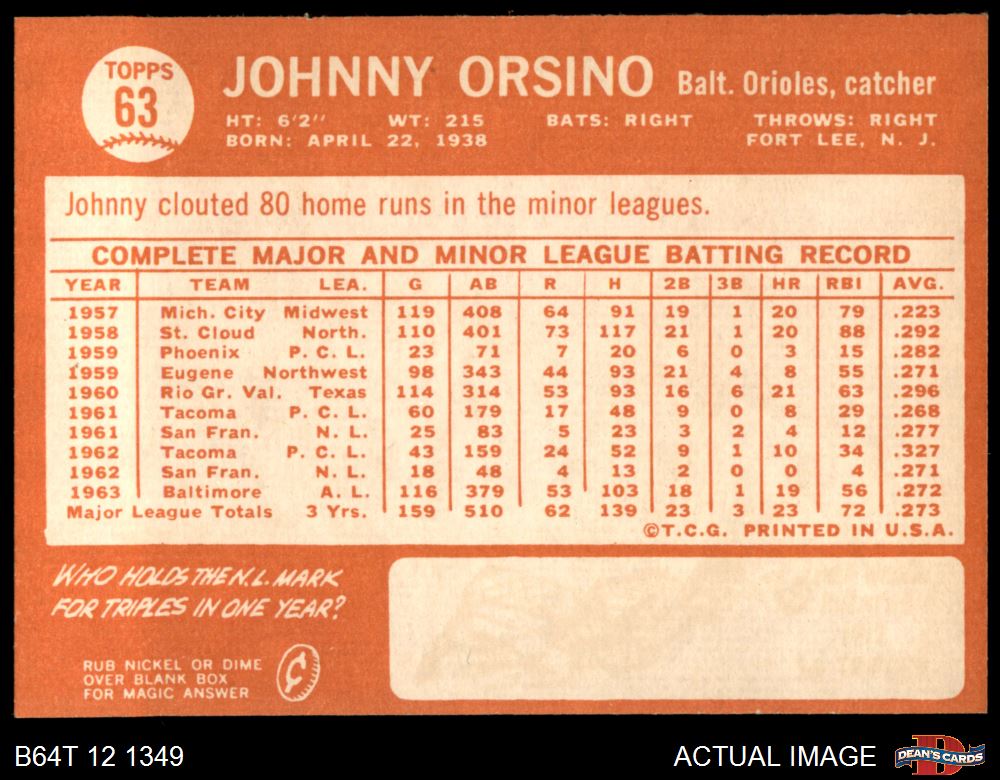 TOPPS
63
JOHNNY ORSINO Balt. Orioles, catcher
HT: 6'2" WT: 215 BATS: RIGHT THROWS: RIGHT
BORN: APRIL 22, 1938 FORT LEE, N. J.
Johnny clouted 80 home runs in the minor leagues.
COMPLETE MAJOR AND MINOR LEAGUE BATTING RECORD
YEAR TEAM LEA. G AB R H 2B 3B HR RBI AVG.
1957 Mich. City Midwest 119 408 64 91 19 1 20 79 .223
1958 St. Cloud North. 110 401 73 117 21 1 20 88 .292
1959 Phoenix P. C. L. 23 71 7 20 6 0 3 15 .282
1959 Eugene Northwest 98 343 44 93 21 4 8 55 .271
1960 Rio Gr. Val. Texas 114 314 53 93 16 6 21 63 .296
1961 Tacoma P. C. L. 60 179 17 48 9 0 8 29 .268
1961 San Fran. N. L. 25 83 5 23 3 2 4 12 .277
1962 Tacoma P. C. L. 43 159 24 52 9 1 10 34 .327
1962 San Fran. N. L. 18 48 4 13 2 0 0 4 .271
1963 Baltimore A. L. 116 379 53 103 18 1 19 56 .272
Major League Totals 3 Yrs. 159 510 62 139 23 3 23 72 .273
©T.C.G. PRINTED IN U.S.A.
WHO HOLDS THE N.L. MARK
FOR TRIPLES IN ONE YEAR?
RUB NICKEL OR DIME
OVER BLANK BOX
FOR MAGIC ANSWER
B64T 12 1349 ACTUAL IMAGE DEAN'S CARDS